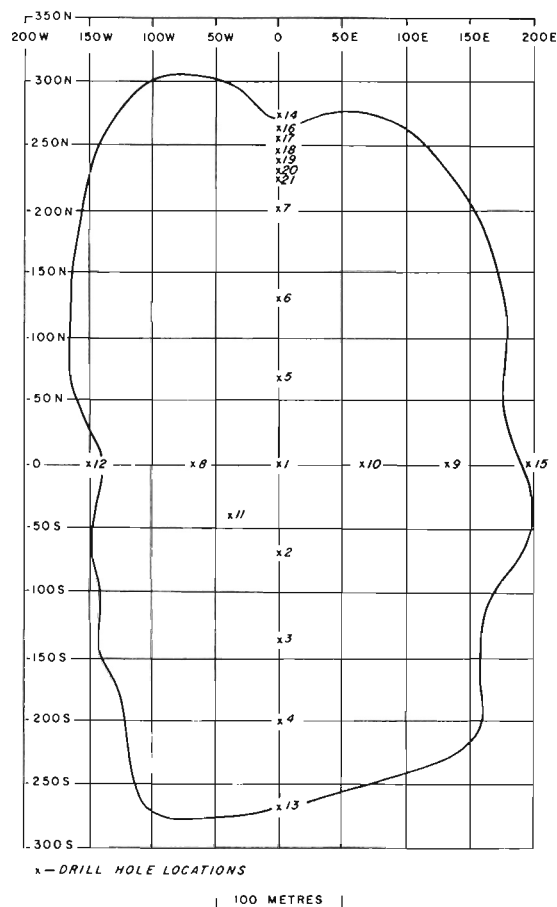 200W 150W 100W 50W 0 50E 100E 150E 200E
300N
x14
x16
x17
250N
x18
x19
x20
x21
200N
x7
150N
x6
100N
x5
50N
-0 x12 x8 x1 x10 x9 x15
x11
-50S
x2
-100S
x3
-150S
-200S
x4
-250S
x13
-300S
x — DRILL HOLE LOCATIONS
100 METRES